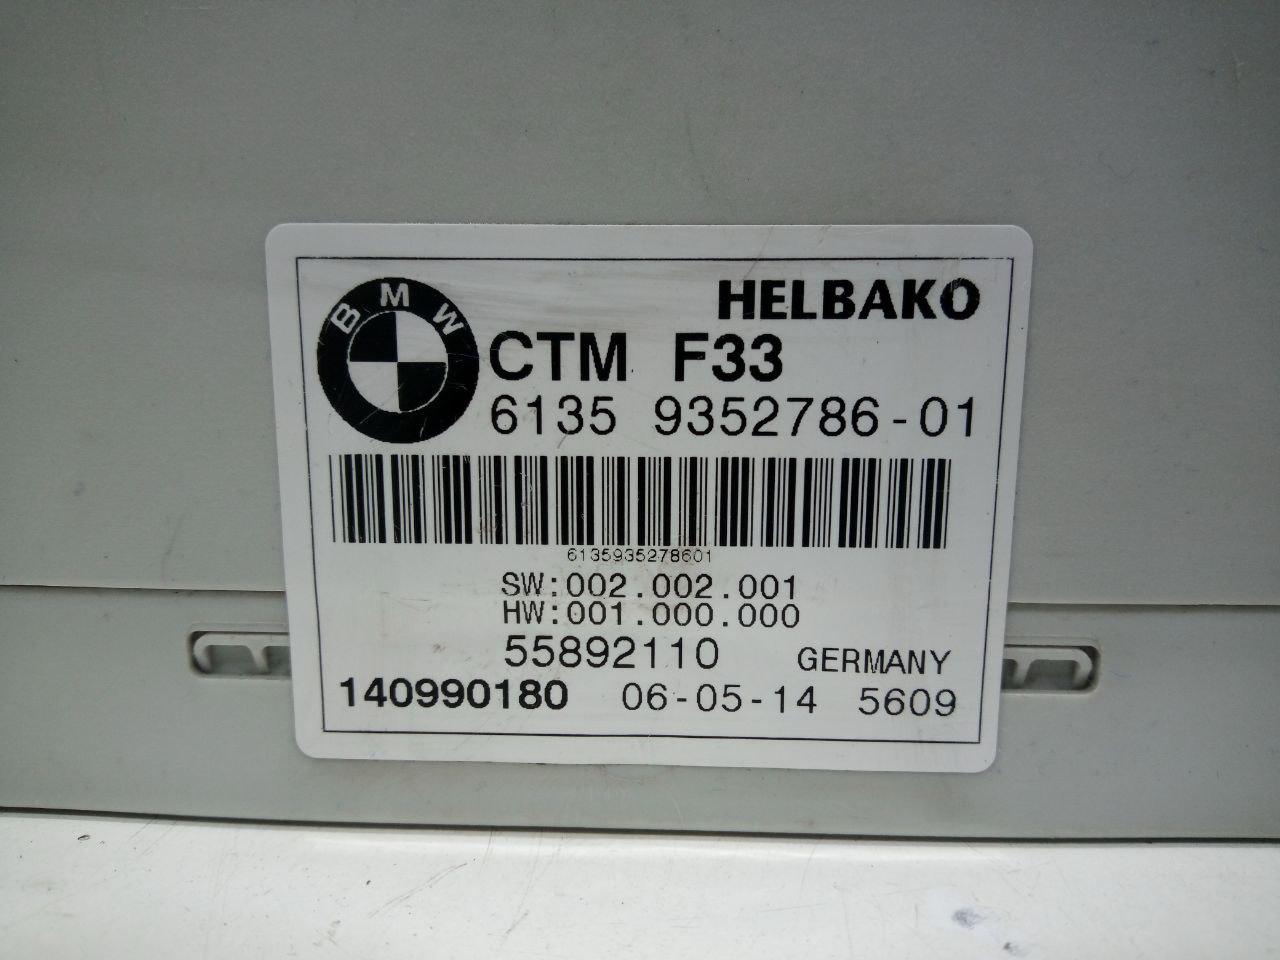 BMW
HELBAKO
CTM F33
6135 9352786-01
6135935278601
SW:002.002.001
HW:001.000.000
55892110 GERMANY
140990180 06-05-14 5609